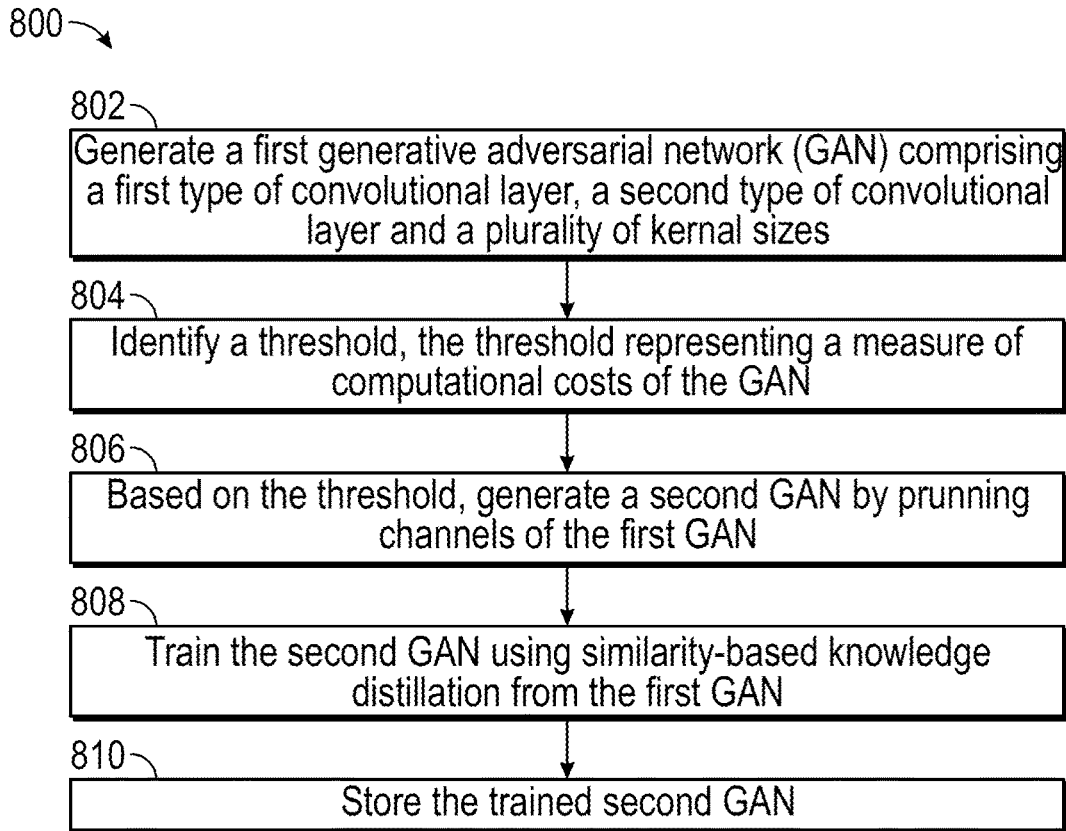 800
802
Generate a first generative adversarial network (GAN) comprising
a first type of convolutional layer, a second type of convolutional
layer and a plurality of kernal sizes
804
Identify a threshold, the threshold representing a measure of
computational costs of the GAN
806
Based on the threshold, generate a second GAN by prunning
channels of the first GAN
808
Train the second GAN using similarity-based knowledge
distillation from the first GAN
810
Store the trained second GAN